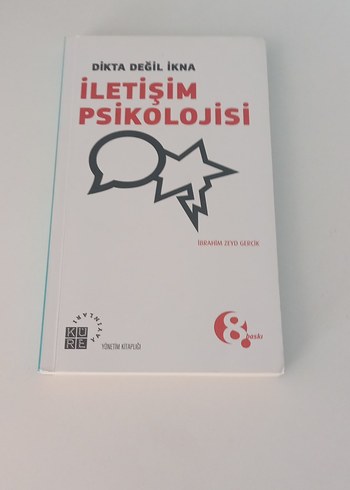 DİKTA DEĞİL İKNA
İLETİŞİM
PSİKOLOJİSİ
İBRAHİM ZEYD GERÇİK
KÜRE
YAYINLARI
YÖNETİM KİTAPLIĞI
8.
baskı